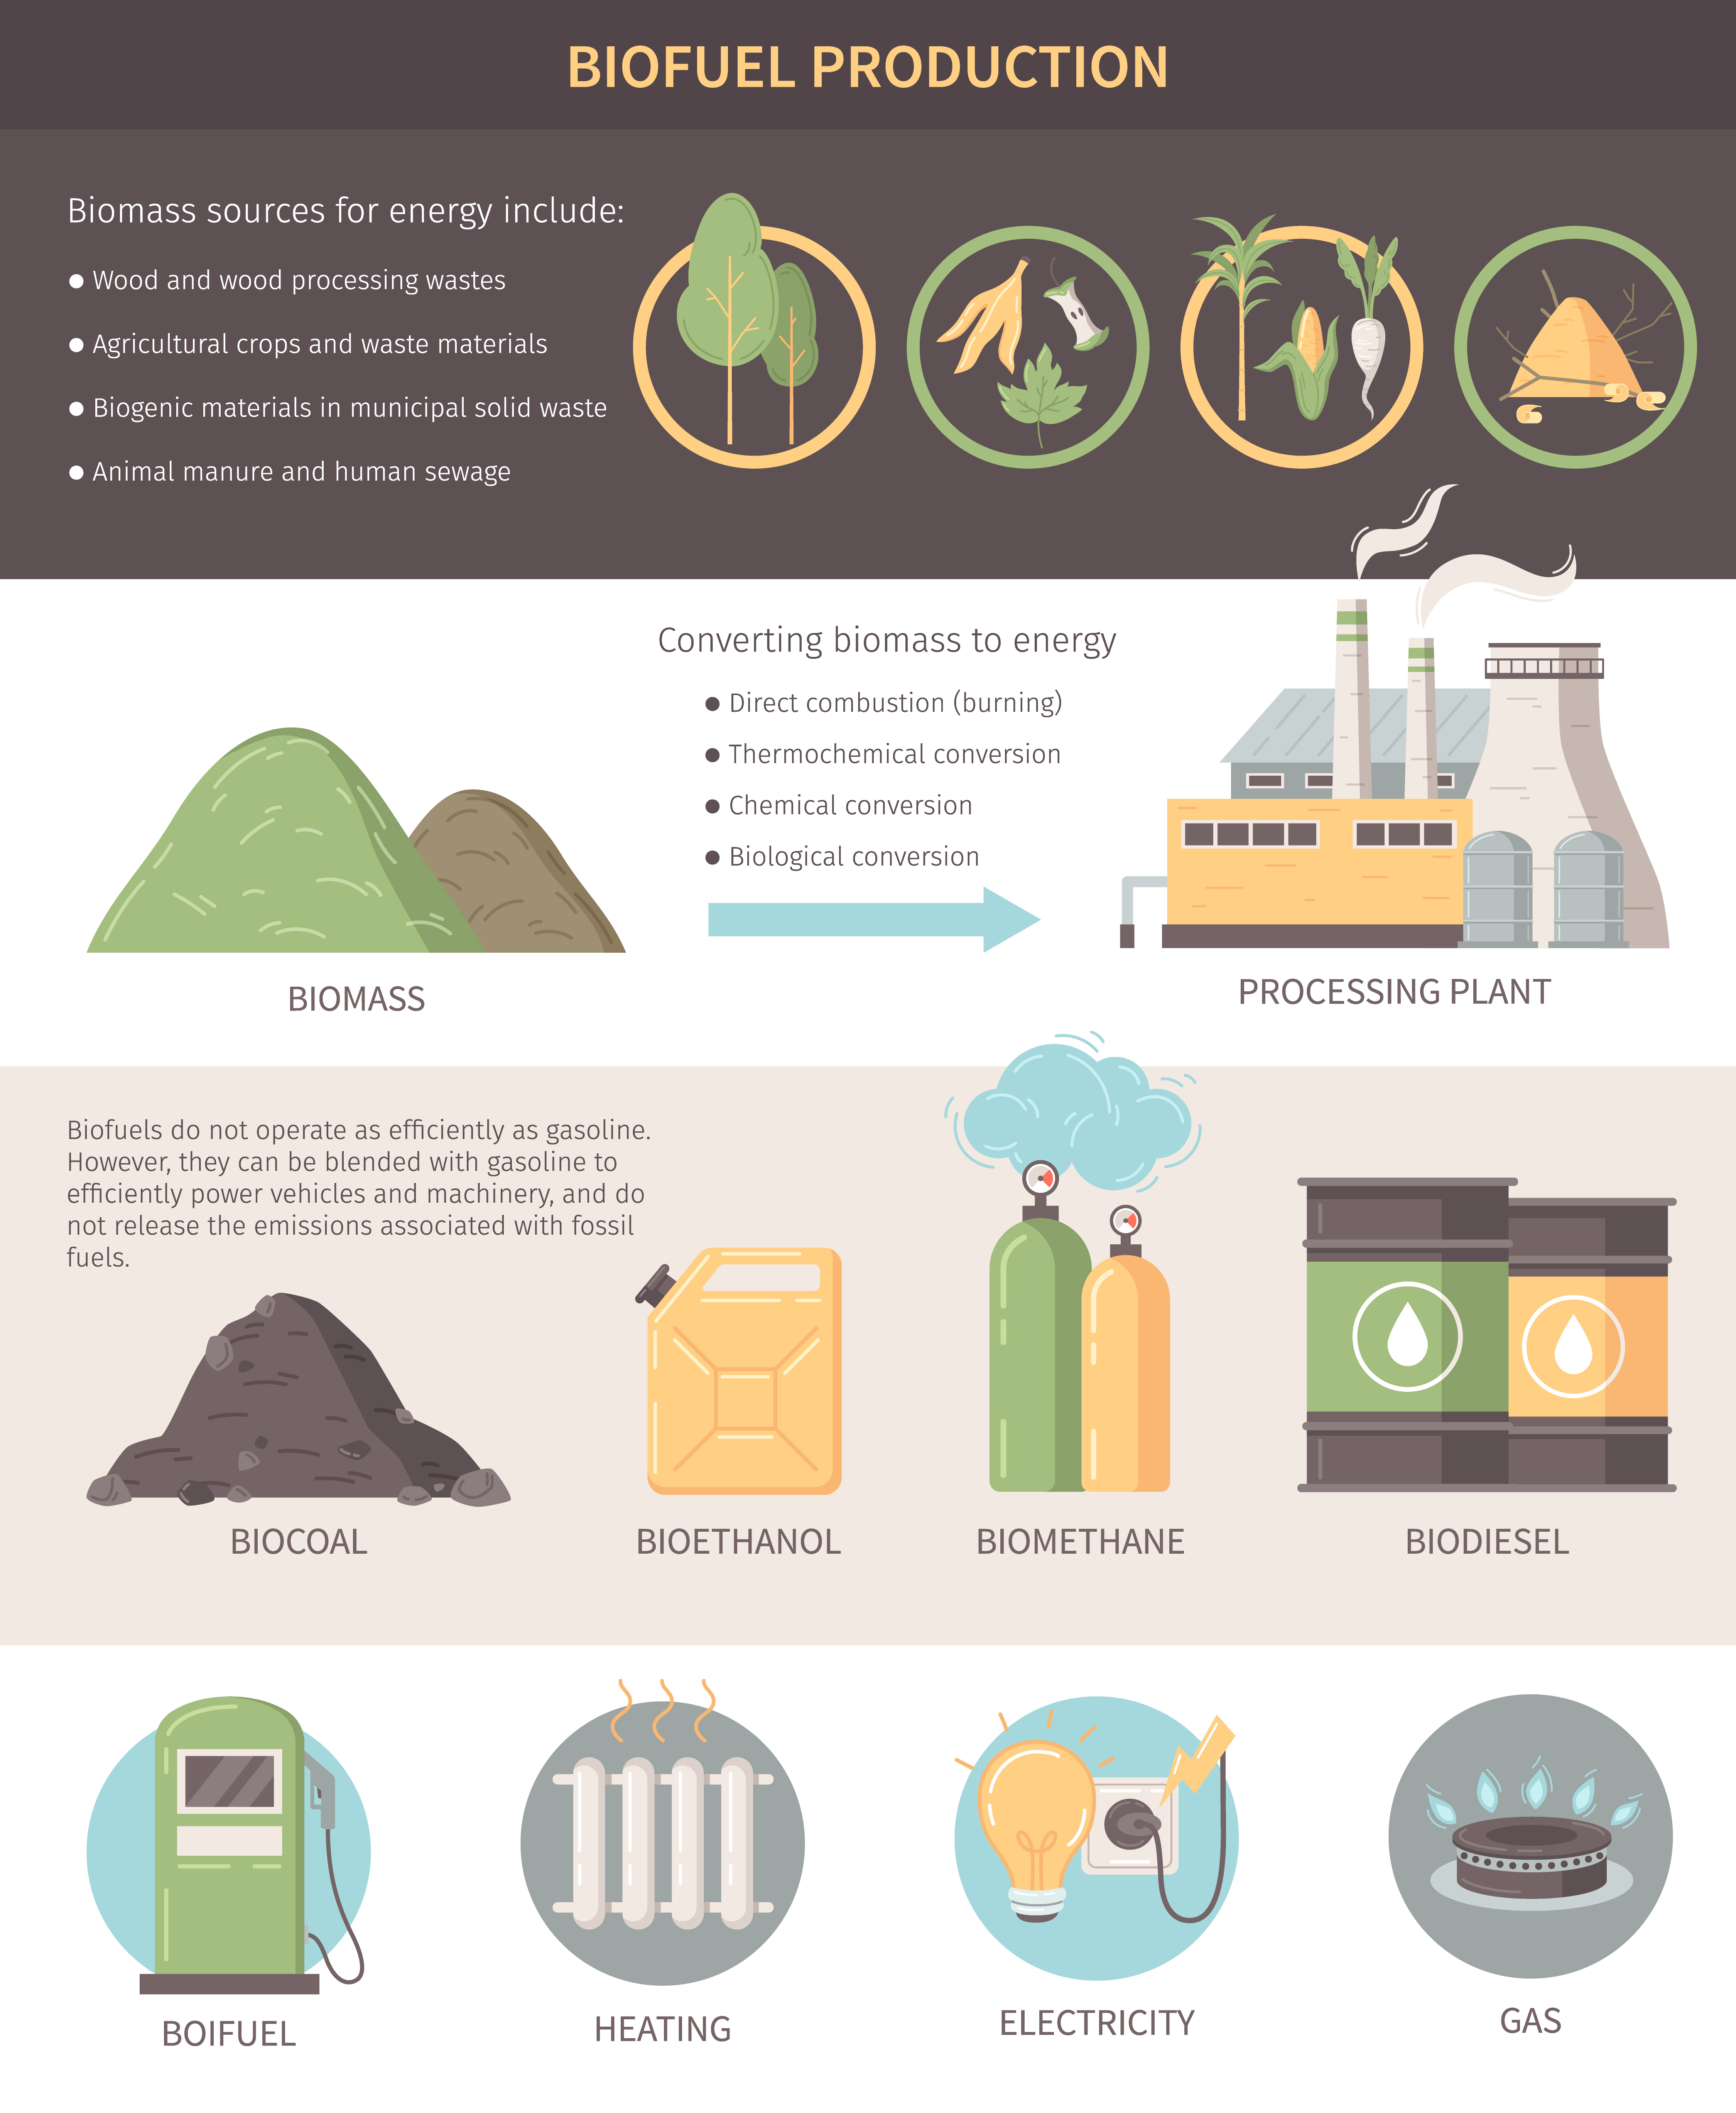 BIOFUEL PRODUCTION
Biomass sources for energy include:
● Wood and wood processing wastes
● Agricultural crops and waste materials
● Biogenic materials in municipal solid waste
● Animal manure and human sewage
Converting biomass to energy
● Direct combustion (burning)
● Thermochemical conversion
● Chemical conversion
● Biological conversion
BIOMASS
PROCESSING PLANT
Biofuels do not operate as efficiently as gasoline.
However, they can be blended with gasoline to
efficiently power vehicles and machinery, and do
not release the emissions associated with fossil
fuels.
BIOCOAL
BIOETHANOL
BIOMETHANE
BIODIESEL
BOIFUEL
HEATING
ELECTRICITY
GAS